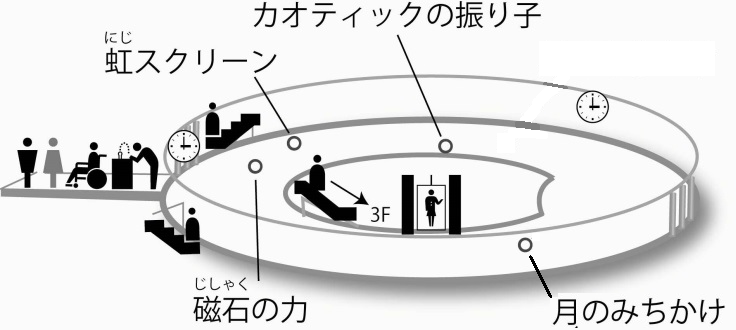 カオティックの振り子
にじ
虹スクリーン
3F
じしゃく
磁石の力
月のみちかけ